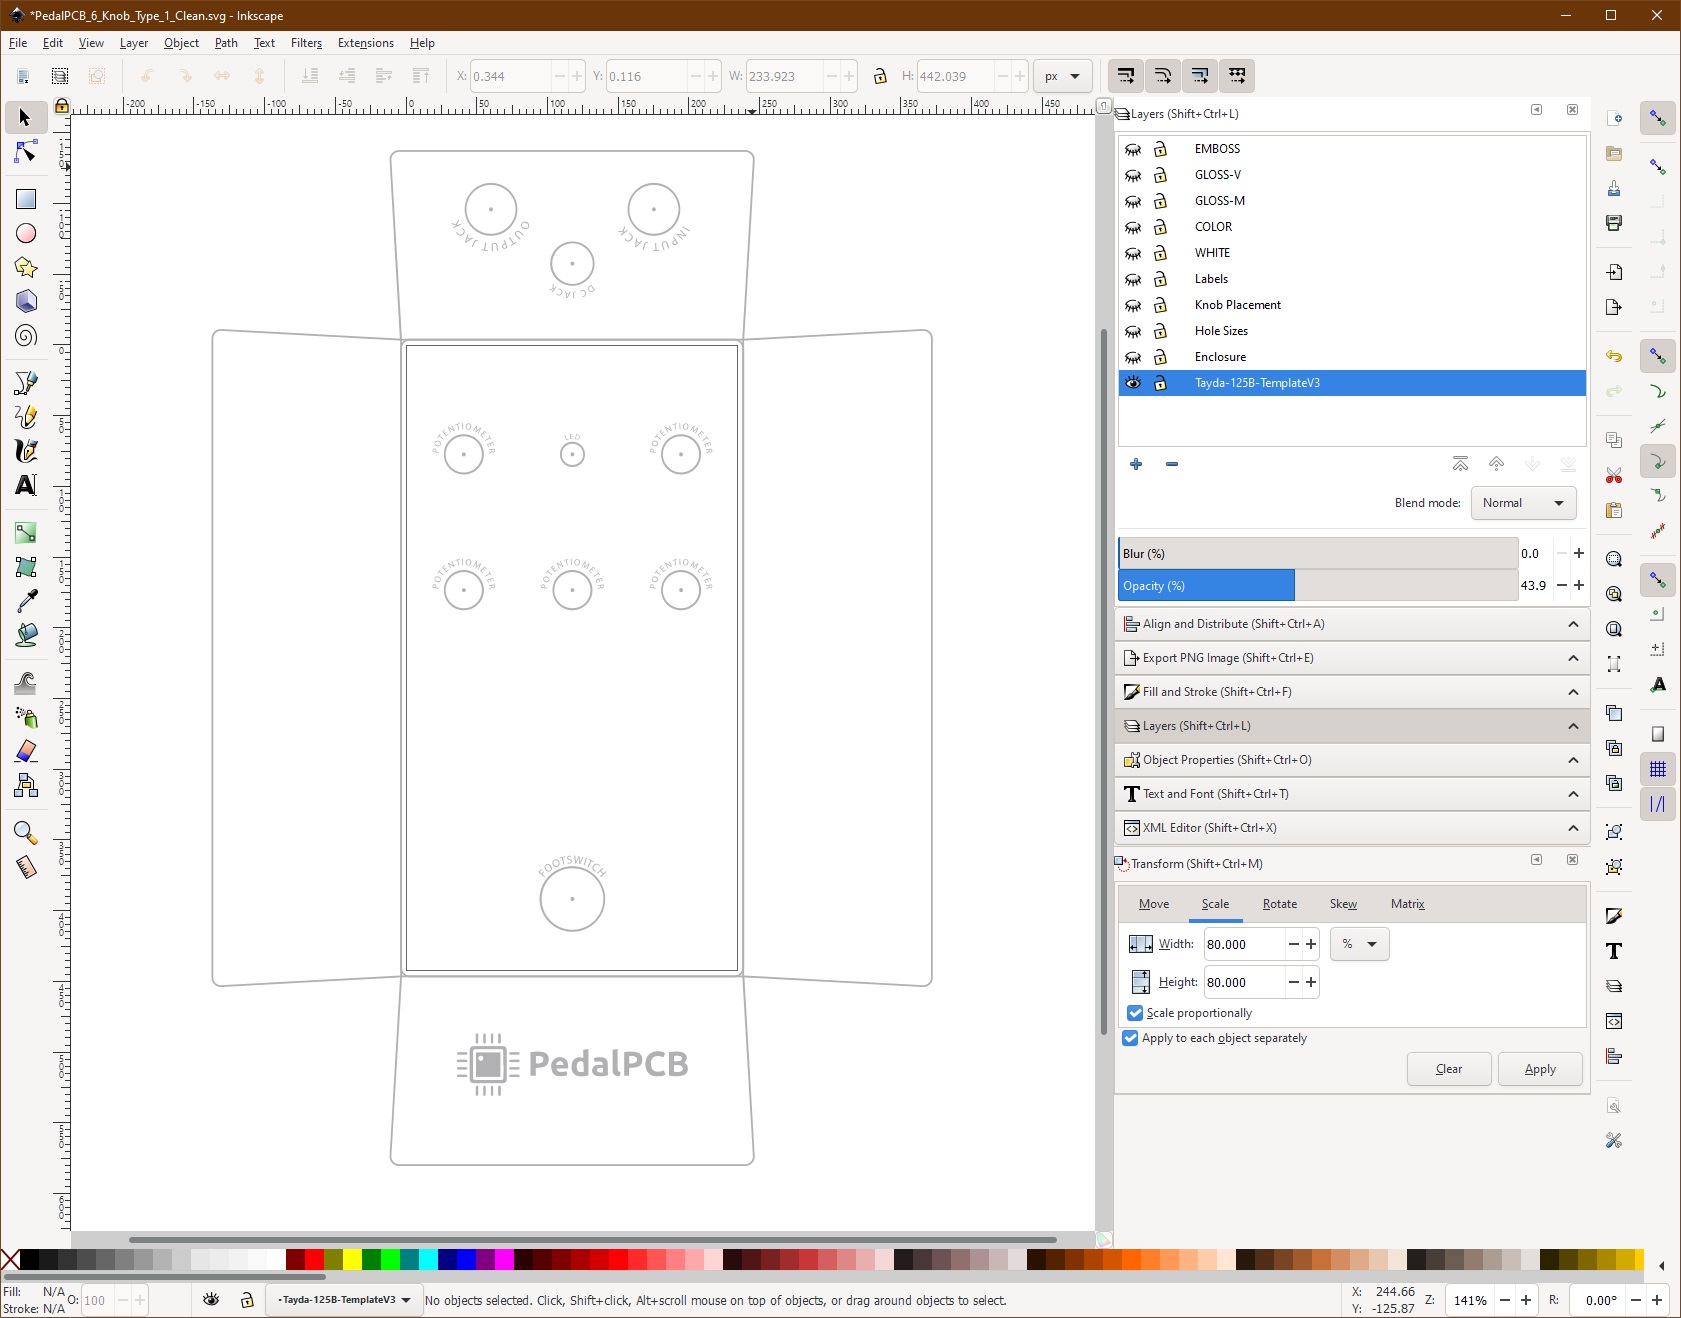 *PedalPCB_6_Knob_Type_1_Clean.svg - Inkscape
File Edit View Layer Object Path Text Filters Extensions Help
X: 0.344 Y: 0.116 W: 233.923 H: 442.039 px
-200 -150 -100 -50 0 50 100 150 200 250 300 350 400 450
Layers (Shift+Ctrl+L)
EMBOSS
GLOSS-V
GLOSS-M
COLOR
WHITE
Labels
Knob Placement
Hole Sizes
Enclosure
Tayda-125B-TemplateV3
Blend mode: Normal
Blur (%) 0.0
Opacity (%) 43.9
Align and Distribute (Shift+Ctrl+A)
Export PNG Image (Shift+Ctrl+E)
Fill and Stroke (Shift+Ctrl+F)
Layers (Shift+Ctrl+L)
Object Properties (Shift+Ctrl+O)
Text and Font (Shift+Ctrl+T)
XML Editor (Shift+Ctrl+X)
Transform (Shift+Ctrl+M)
Move Scale Rotate Skew Matrix
Width: 80.000 %
Height: 80.000
Scale proportionally
Apply to each object separately
Clear Apply
OUTPUT JACK
INPUT JACK
DC JACK
POTENTIOMETER LED POTENTIOMETER
POTENTIOMETER POTENTIOMETER POTENTIOMETER
FOOTSWITCH
PedalPCB
Fill: N/A
Stroke: N/A
O: 100
•Tayda-125B-TemplateV3
No objects selected. Click, Shift+click, Alt+scroll mouse on top of objects, or drag around objects to select.
X: 244.66
Y: -125.87
Z: 141%
R: 0.00°